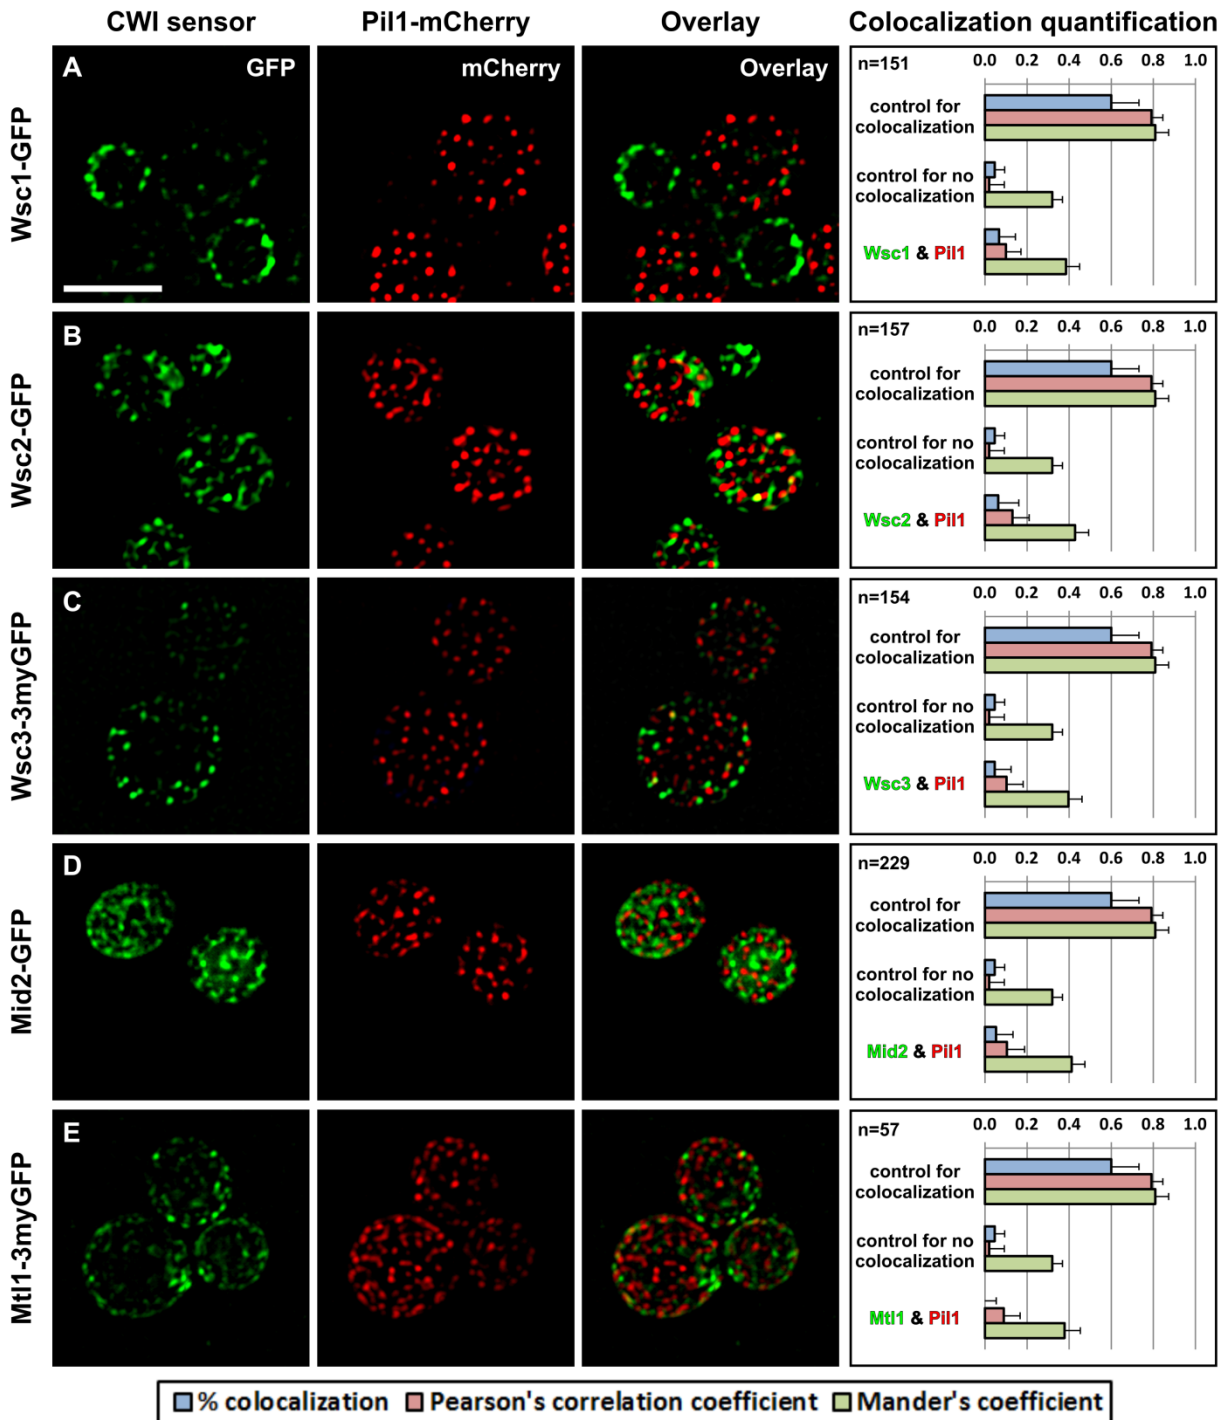 CWI sensor Pil1-mCherry Overlay Colocalization quantification
Wsc1-GFP
A GFP mCherry Overlay
n=151
0.0 0.2 0.4 0.6 0.8 1.0
control for
colocalization
control for no
colocalization
Wsc1 & Pil1
Wsc2-GFP
B
n=157
0.0 0.2 0.4 0.6 0.8 1.0
control for
colocalization
control for no
colocalization
Wsc2 & Pil1
Wsc3-3myGFP
C
n=154
0.0 0.2 0.4 0.6 0.8 1.0
control for
colocalization
control for no
colocalization
Wsc3 & Pil1
Mid2-GFP
D
n=229
0.0 0.2 0.4 0.6 0.8 1.0
control for
colocalization
control for no
colocalization
Mid2 & Pil1
Mtl1-3myGFP
E
n=57
0.0 0.2 0.4 0.6 0.8 1.0
control for
colocalization
control for no
colocalization
Mtl1 & Pil1
% colocalization Pearson's correlation coefficient Mander's coefficient